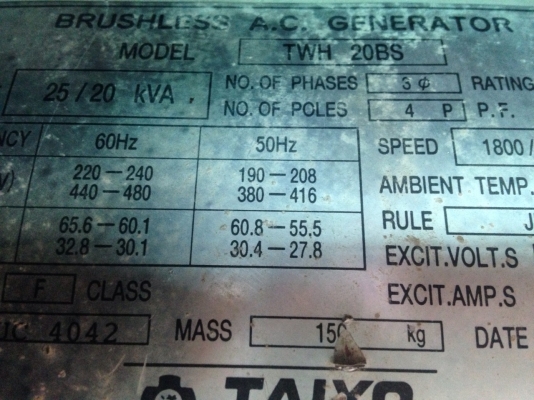 BRUSHLESS A.C. GENERATOR
MODEL TWH 20BS
25/20 kVA NO. OF PHASES 3 ϕ RATING
NO. OF POLES 4 P P.F.
NCY 60Hz 50Hz SPEED 1800/
V) 220-240 190-208
440-480 380-416 AMBIENT TEMP.
65.6-60.1 60.8-55.5 RULE J
32.8-30.1 30.4-27.8 EXCIT.VOLT.S
F CLASS EXCIT.AMP.S
4042 MASS 150 kg DATE
TAIYO